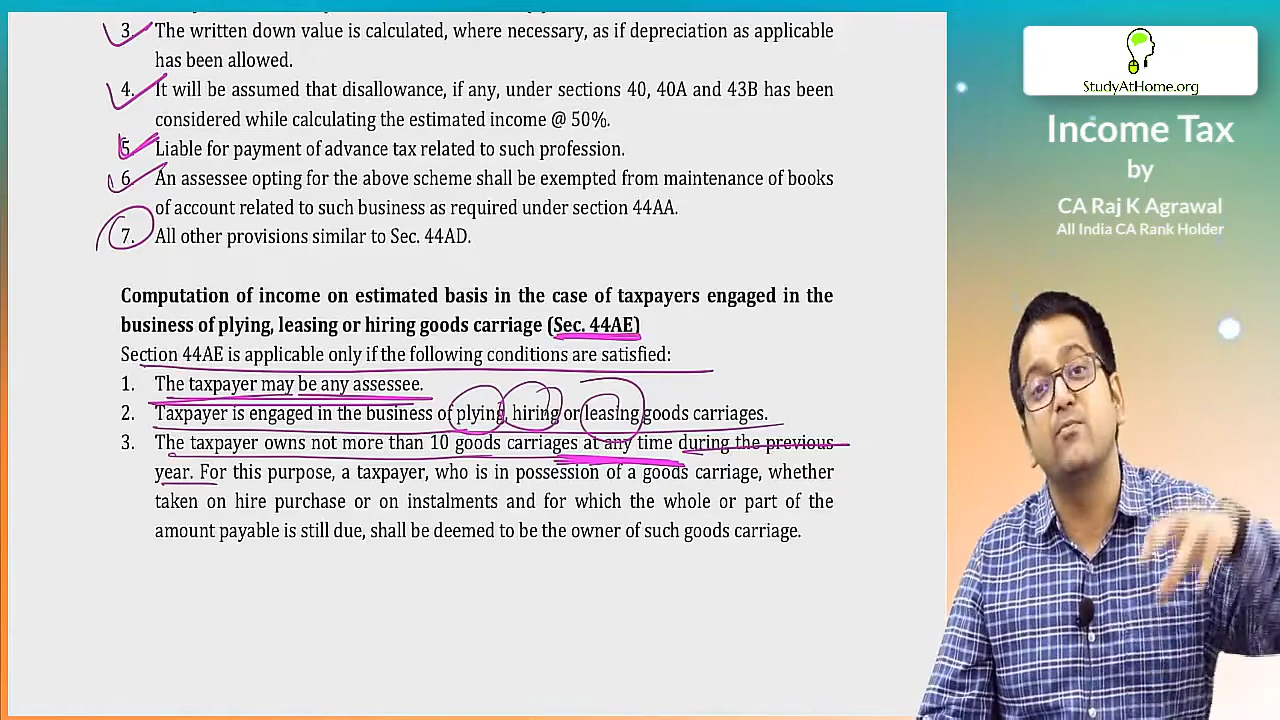 3. The written down value is calculated, where necessary, as if depreciation as applicable
has been allowed.
4. It will be assumed that disallowance, if any, under sections 40, 40A and 43B has been
considered while calculating the estimated income @ 50%.
5. Liable for payment of advance tax related to such profession.
6. An assessee opting for the above scheme shall be exempted from maintenance of books
of account related to such business as required under section 44AA.
7. All other provisions similar to Sec. 44AD.
Computation of income on estimated basis in the case of taxpayers engaged in the
business of plying, leasing or hiring goods carriage (Sec. 44AE)
Section 44AE is applicable only if the following conditions are satisfied:
1. The taxpayer may be any assessee.
2. Taxpayer is engaged in the business of plying, hiring or leasing goods carriages.
3. The taxpayer owns not more than 10 goods carriages at any time during the previous
year. For this purpose, a taxpayer, who is in possession of a goods carriage, whether
taken on hire purchase or on instalments and for which the whole or part of the
amount payable is still due, shall be deemed to be the owner of such goods carriage.
StudyAtHome.org
Income Tax
by
CA Raj K Agrawal
All India CA Rank Holder